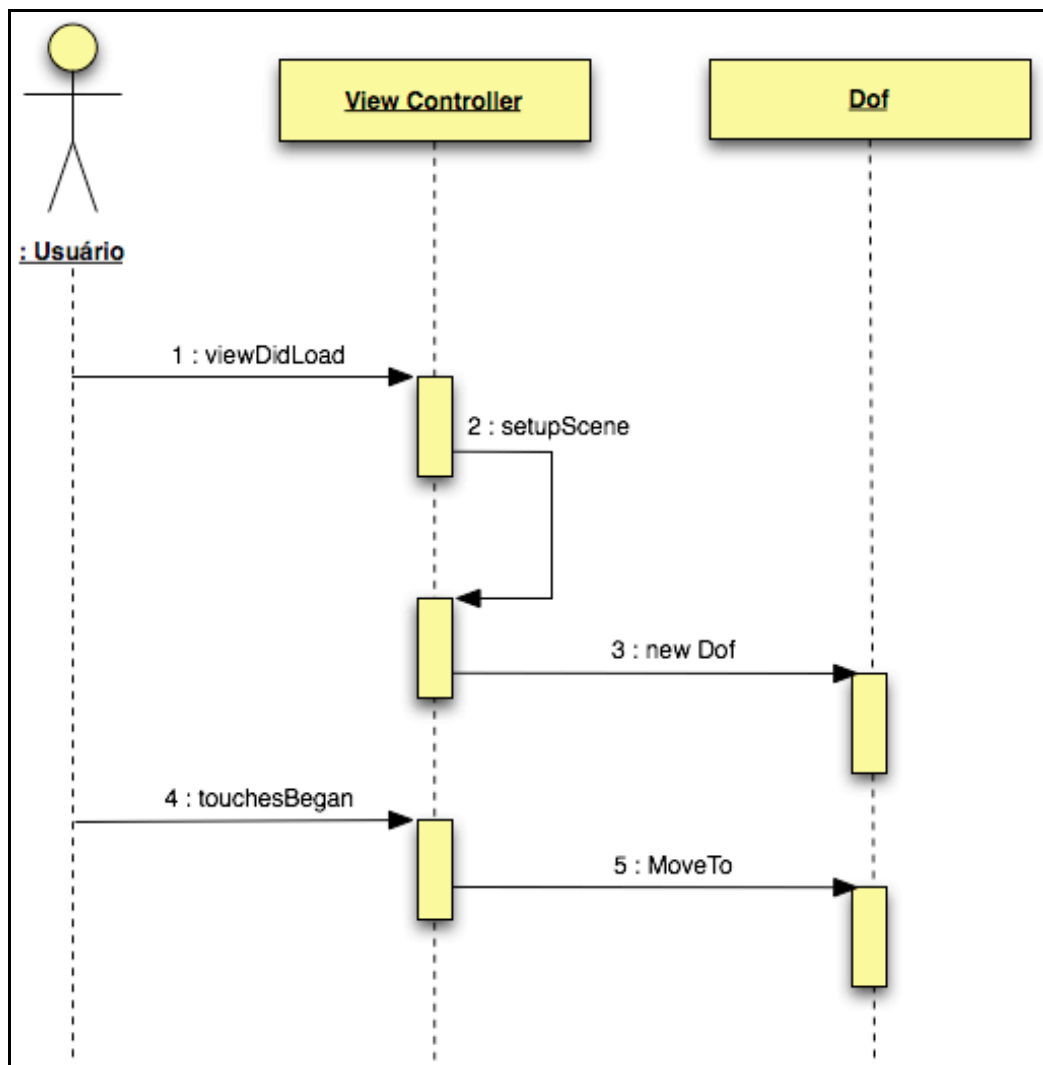 View Controller
Dof
: Usuário
1 : viewDidLoad
2 : setupScene
3 : new Dof
4 : touchesBegan
5 : MoveTo